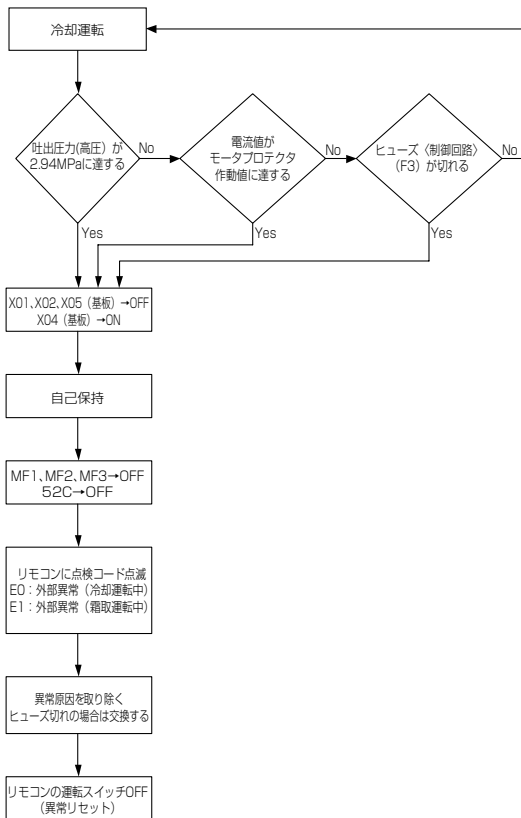 冷却運転
吐出圧力(高圧)が
2.94MPaに達する
No
電流値が
モータプロテクタ
作動値に達する
No
ヒューズ〈制御回路〉
(F3)が切れる
No
Yes
Yes
Yes
X01、X02、X05(基板)→OFF
X04(基板)→ON
自己保持
MF1、MF2、MF3→OFF
52C→OFF
リモコンに点検コード点滅
E0：外部異常(冷却運転中)
E1：外部異常(霜取運転中)
異常原因を取り除く
ヒューズ切れの場合は交換する
リモコンの運転スイッチOFF
(異常リセット)